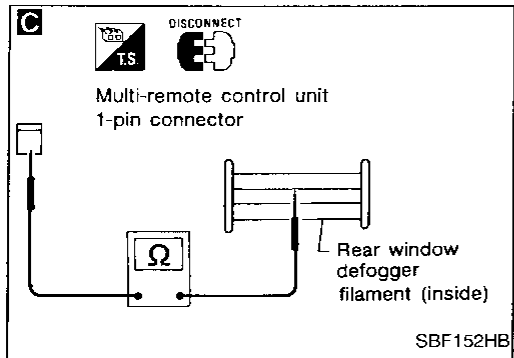 C
DISCONNECT
T.S.
Multi-remote control unit
1-pin connector
Ω
Rear window
defogger
filament (inside)
SBF152HB